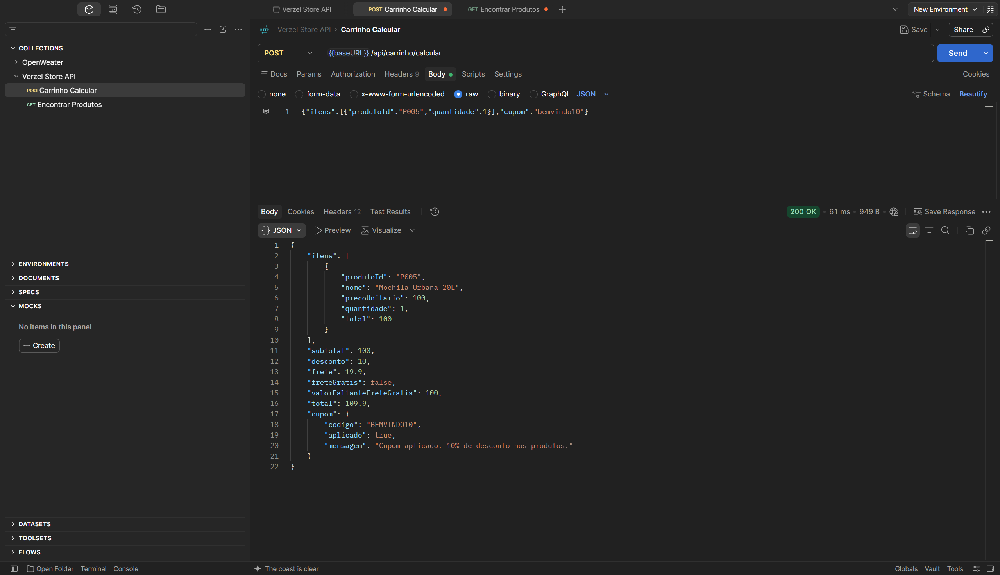 Verzel Store API
POST Carrinho Calcular
GET Encontrar Produtos
New Environment
COLLECTIONS
OpenWeater
Verzel Store API
POST Carrinho Calcular
GET Encontrar Produtos
ENVIRONMENTS
DOCUMENTS
SPECS
MOCKS
No items in this panel
Create
DATASETS
TOOLSETS
FLOWS
HTTP Verzel Store API > Carrinho Calcular
Save
Share
POST
{{baseURL}} /api/carrinho/calcular
Send
Docs Params Authorization Headers 9 Body Scripts Settings
Cookies
none form-data x-www-form-urlencoded raw binary GraphQL JSON
Schema Beautify
1 {"itens":[{"produtoId":"P005","quantidade":1}],"cupom":"bemvindo10"}
Body Cookies Headers 12 Test Results
200 OK • 61 ms • 949 B
e.g. Save Response
{} JSON Preview Visualize
1 {
2 "itens": [
3 {
4 "produtoId": "P005",
5 "nome": "Mochila Urbana 20L",
6 "precoUnitario": 100,
7 "quantidade": 1,
8 "total": 100
9 }
10 ],
11 "subtotal": 100,
12 "desconto": 10,
13 "frete": 19.9,
14 "freteGratis": false,
15 "valorFaltanteFreteGratis": 100,
16 "total": 109.9,
17 "cupom": {
18 "codigo": "BEMVINDO10",
19 "aplicado": true,
20 "mensagem": "Cupom aplicado: 10% de desconto nos produtos."
21 }
22 }
Open Folder Terminal Console
The coast is clear
Globals Vault Tools